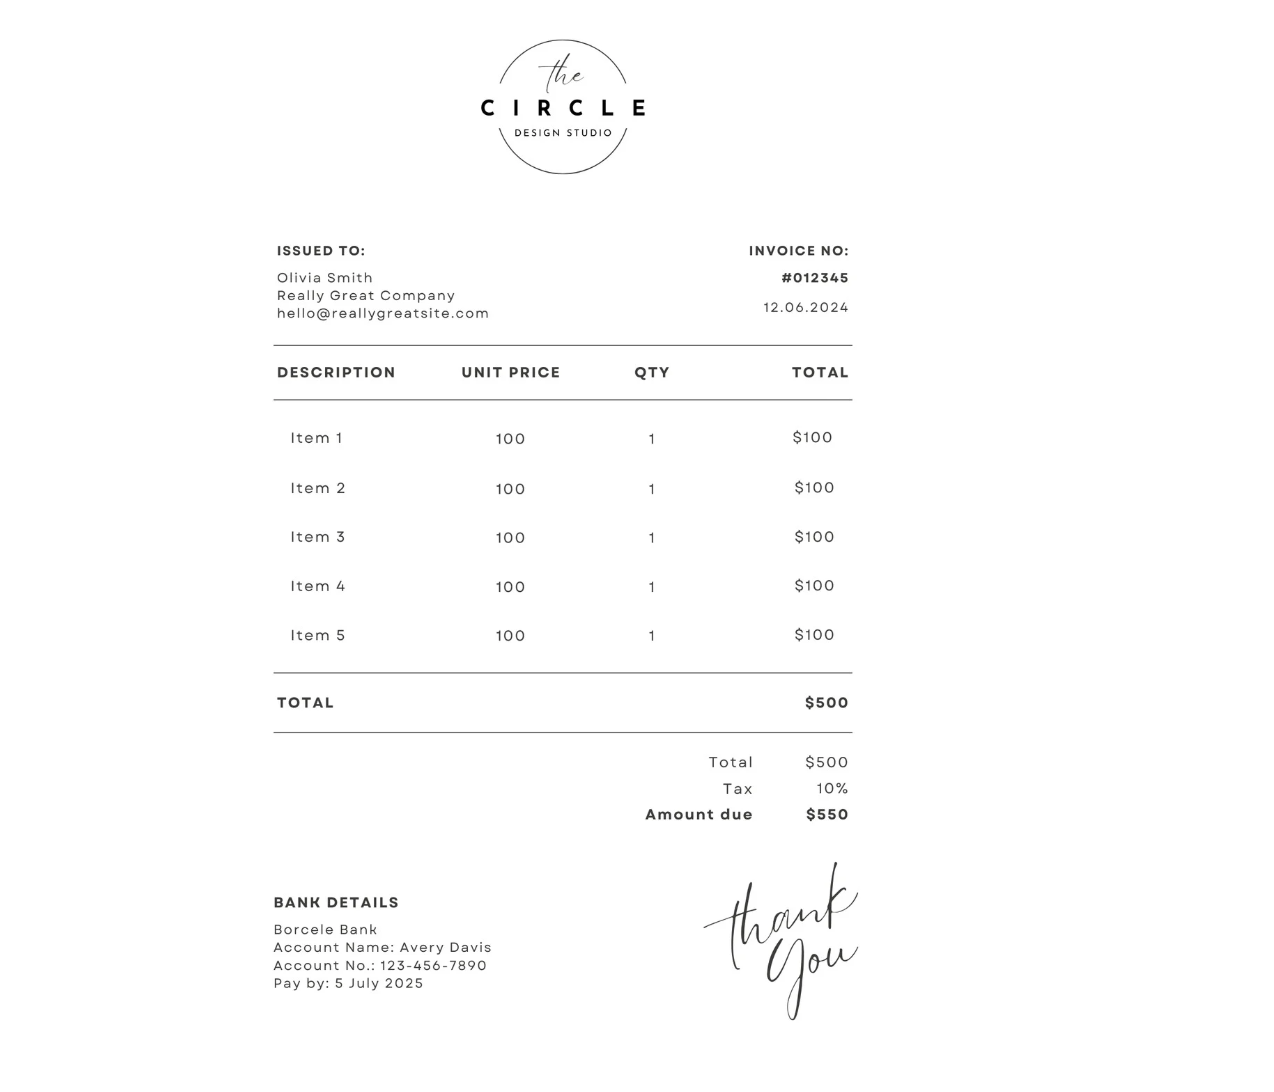 the
CIRCLE
DESIGN STUDIO
ISSUED TO:
Olivia Smith
Really Great Company
hello@reallygreatsite.com
INVOICE NO:
#012345
12.06.2024
DESCRIPTION UNIT PRICE QTY TOTAL
Item 1 100 1 $100
Item 2 100 1 $100
Item 3 100 1 $100
Item 4 100 1 $100
Item 5 100 1 $100
TOTAL $500
Total $500
Tax 10%
Amount due $550
BANK DETAILS
Borcele Bank
Account Name: Avery Davis
Account No.: 123-456-7890
Pay by: 5 July 2025
thank
you